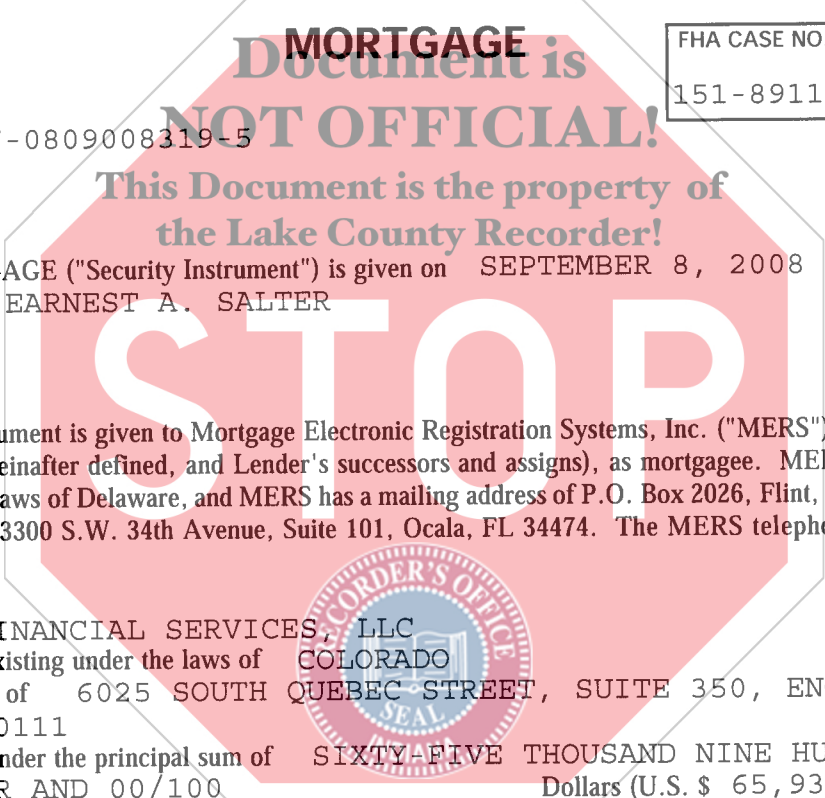 MORTGAGE
Document is
FHA CASE NO
151-8911
NOT OFFICIAL!
-0809008319-5
This Document is the property of
the Lake County Recorder!
AGE ("Security Instrument") is given on SEPTEMBER 8, 2008
EARNEST A. SALTER
STOP
ument is given to Mortgage Electronic Registration Systems, Inc. ("MERS")
einafter defined, and Lender's successors and assigns), as mortgagee. MER
aws of Delaware, and MERS has a mailing address of P.O. Box 2026, Flint,
3300 S.W. 34th Avenue, Suite 101, Ocala, FL 34474. The MERS telepho
RECORDER'S OFFICE
INANCIAL SERVICES, LLC
xisting under the laws of COLORADO
of 6025 SOUTH QUEBEC STREET, SUITE 350, EN
0111
SEAL
INDIANA
nder the principal sum of SIXTY-FIVE THOUSAND NINE HU
R AND 00/100 Dollars (U.S. $ 65,93